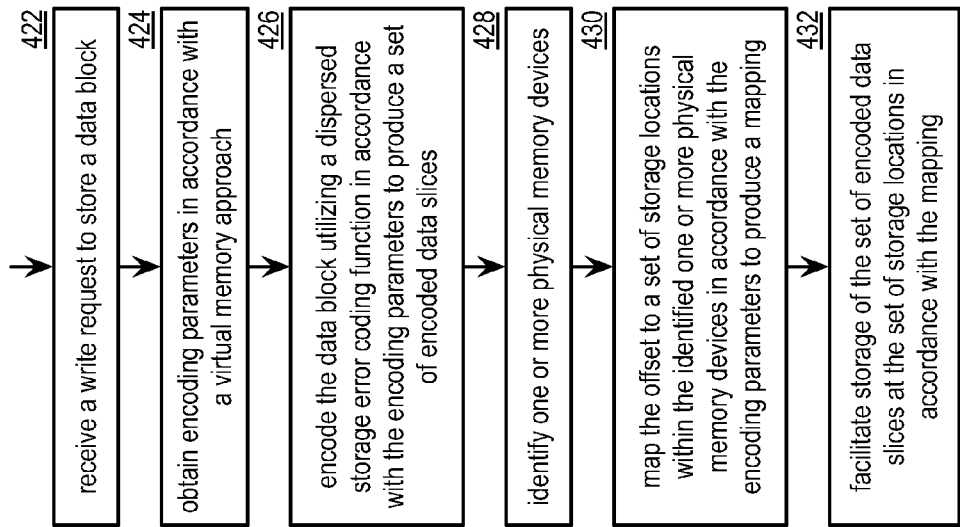 422
receive a write request to store a data block
424
obtain encoding parameters in accordance with
a virtual memory approach
426
encode the data block utilizing a dispersed
storage error coding function in accordance
with the encoding parameters to produce a set
of encoded data slices
428
identify one or more physical memory devices
430
map the offset to a set of storage locations
within the identified one or more physical
memory devices in accordance with the
encoding parameters to produce a mapping
432
facilitate storage of the set of encoded data
slices at the set of storage locations in
accordance with the mapping